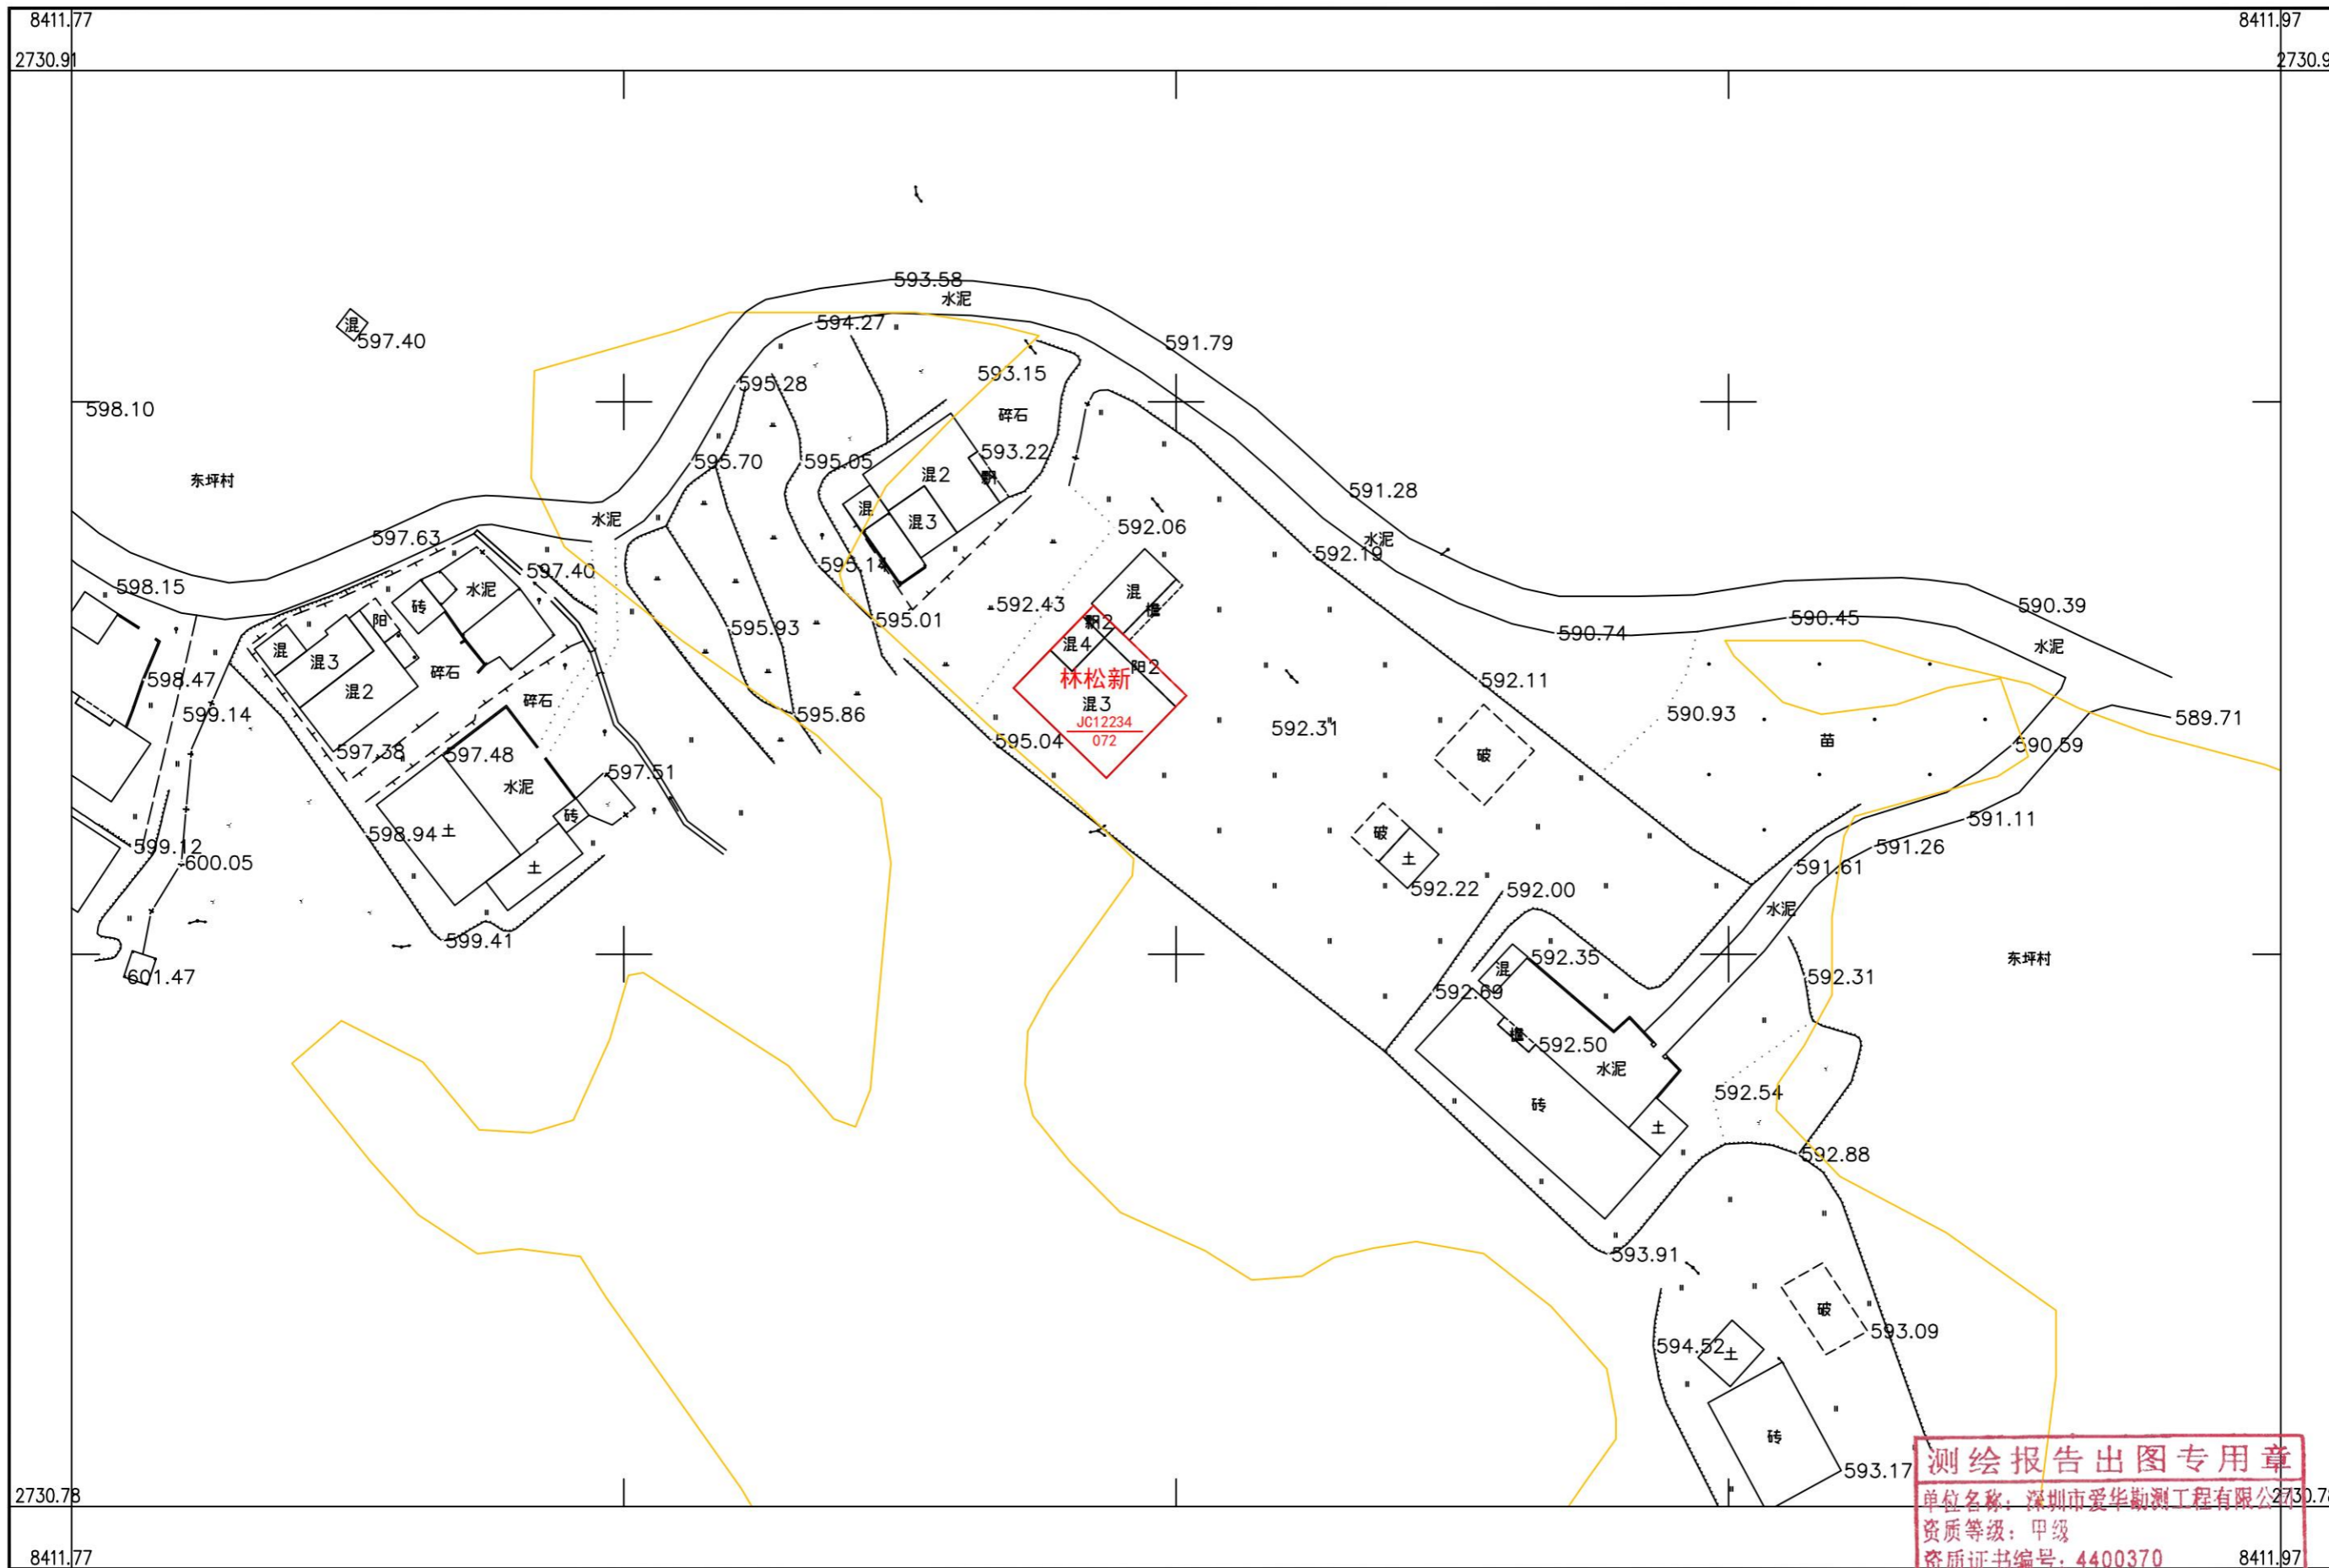 8411.77
8411.97
2730.91
2730.9
593.58
水泥
混
597.40
594.27
591.79
595.28
593.15
598.10
碎石
595.70
595.05
593.22
东坪村
混2
591.28
混
混3
水泥
592.06
597.63
水泥
592.19
598.15
597.40
595.14
水泥
砖
混
592.43
590.39
阳
595.01
590.45
595.93
590.74
混
混3
混4
水泥
碎石
阳2
598.47
林松新
592.11
混2
碎石
混3
599.14
595.86
JC12234
072
592.31
590.93
589.71
595.04
苗
590.59
597.38
597.48
破
597.51
水泥
砖
591.11
598.94
土
破
599.12
591.26
600.05
土
土
591.61
592.22
592.00
水泥
599.41
592.35
东坪村
601.47
混
592.31
592.69
592.50
水泥
592.54
砖
土
592.88
593.91
破
593.09
594.52
土
砖
593.17
测绘报告出图专用章
2730.78
2730.78
单位名称：深圳市爱华勘测工程有限公司
资质等级：甲级
资质证书编号：4400370
8411.77
8411.97